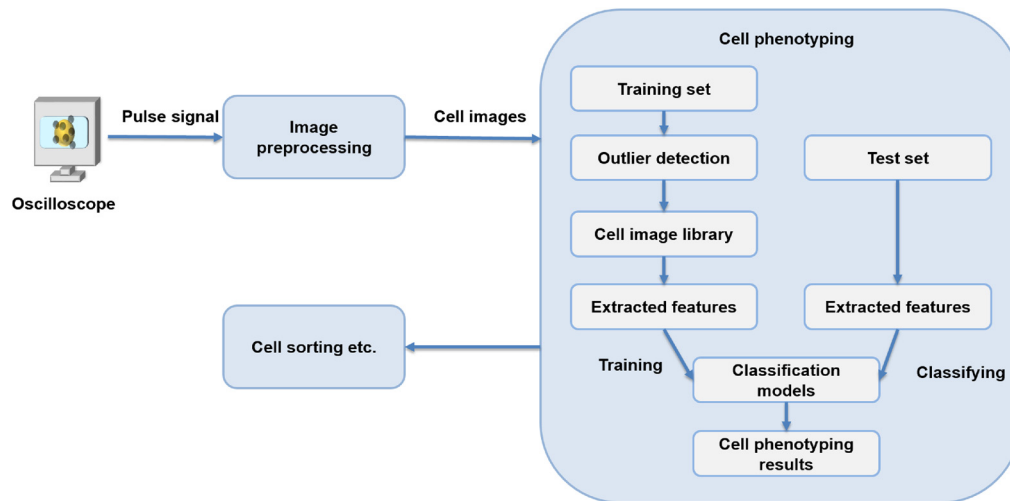 Cell phenotyping
Training set
Pulse signal
Cell images
Image
preprocessing
Outlier detection
Test set
Oscilloscope
Cell image library
Extracted features
Extracted features
Cell sorting etc.
Training
Classification
models
Classifying
Cell phenotyping
results